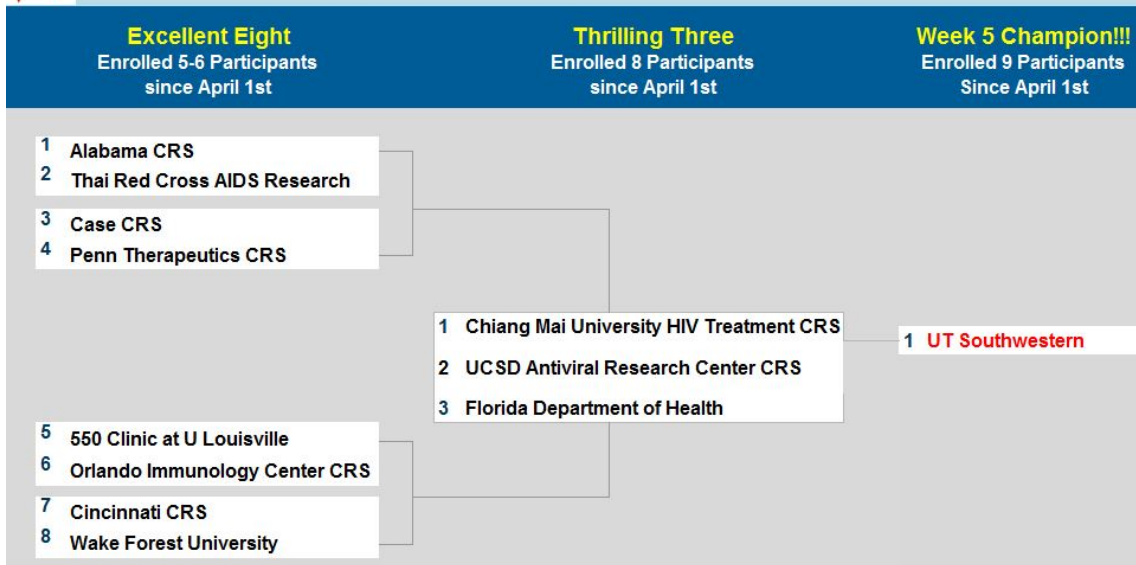 Excellent Eight
Enrolled 5-6 Participants
since April 1st
Thrilling Three
Enrolled 8 Participants
since April 1st
Week 5 Champion!!!
Enrolled 9 Participants
Since April 1st
1 Alabama CRS
2 Thai Red Cross AIDS Research
3 Case CRS
4 Penn Therapeutics CRS
5 550 Clinic at U Louisville
6 Orlando Immunology Center CRS
7 Cincinnati CRS
8 Wake Forest University
1 Chiang Mai University HIV Treatment CRS
2 UCSD Antiviral Research Center CRS
3 Florida Department of Health
1 UT Southwestern